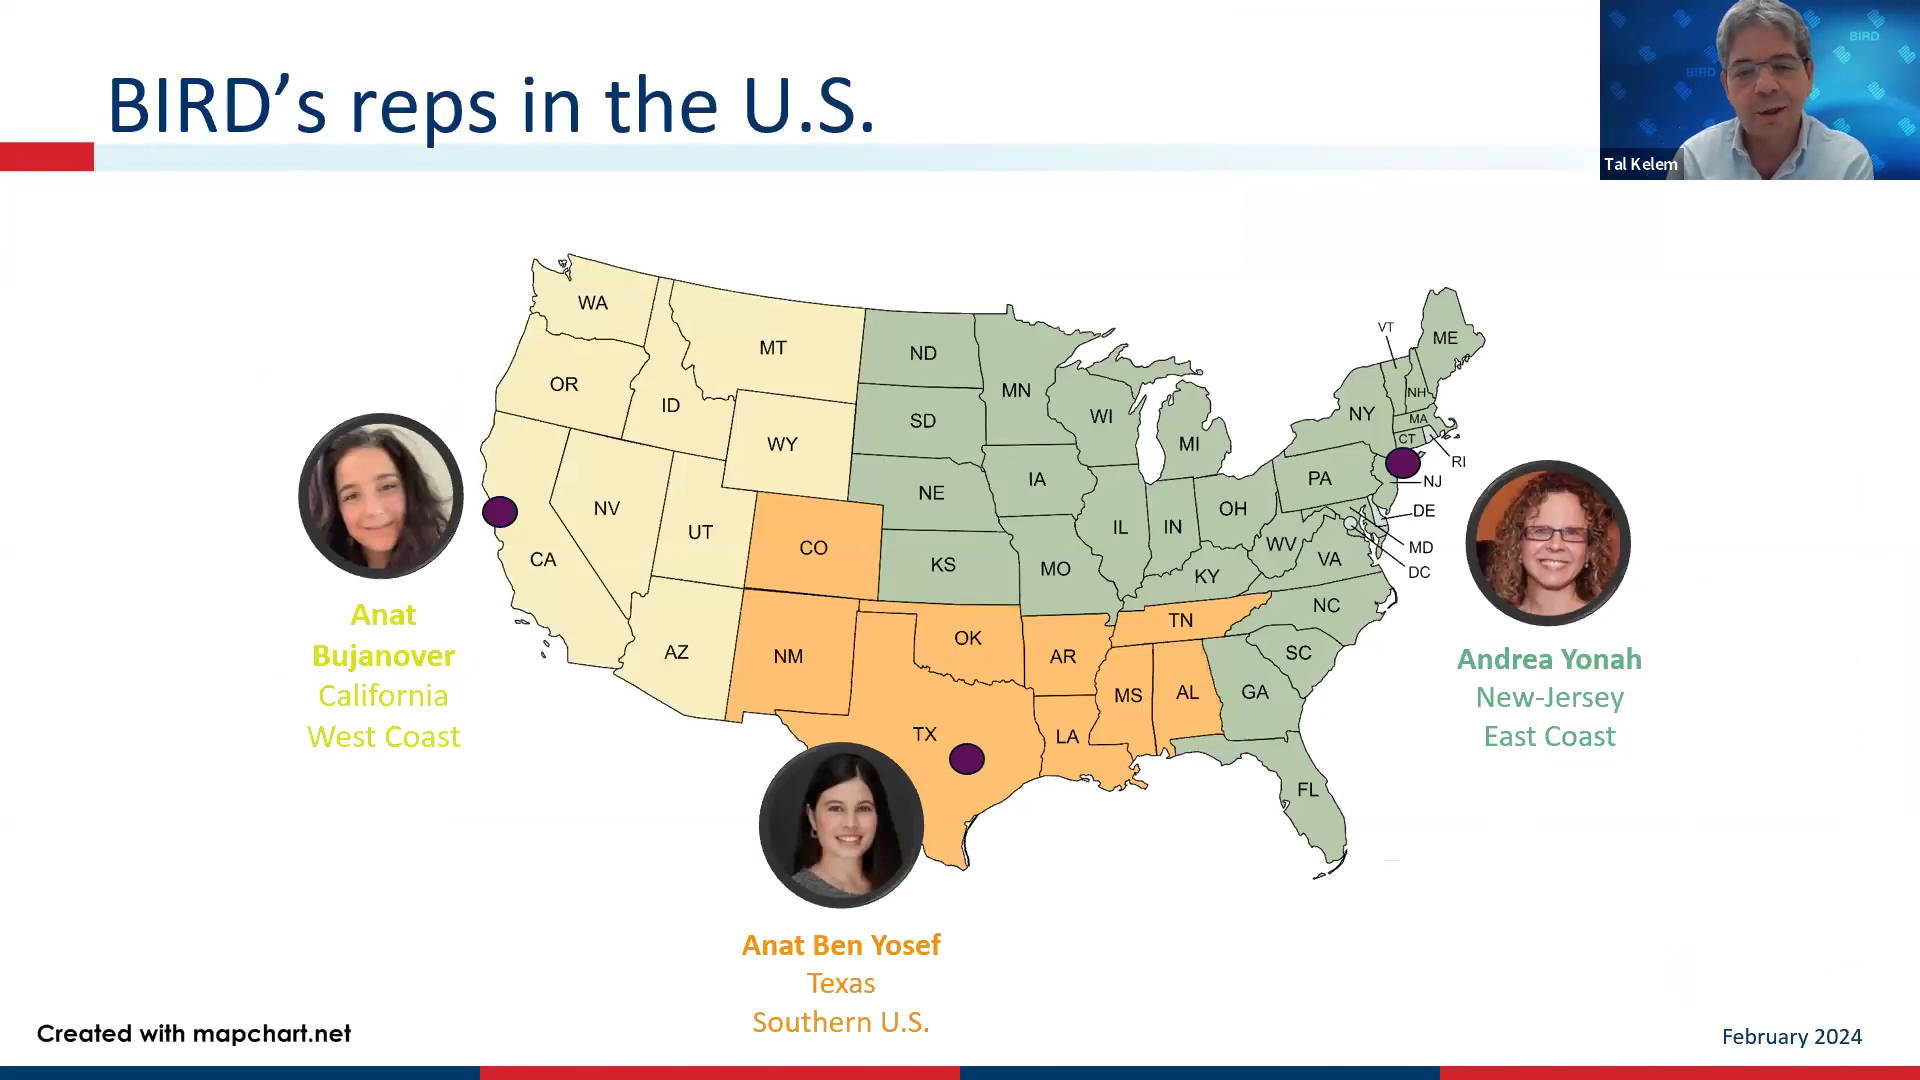 BIRD’s reps in the U.S.
BIRD
BIRD
Tal Kelem
WA
MT
ND
MN
VT
ME
OR
ID
SD
WI
NY
NH
MA
CT
WY
MI
RI
IA
PA
NJ
NE
NV
UT
CO
IL
IN
OH
DE
CA
KS
MO
WV
VA
MD
DC
KY
NC
TN
OK
AR
AZ
NM
SC
MS
AL
GA
TX
LA
FL
Anat
Bujanover
California
West Coast
Andrea Yonah
New-Jersey
East Coast
Anat Ben Yosef
Texas
Southern U.S.
Created with mapchart.net
February 2024